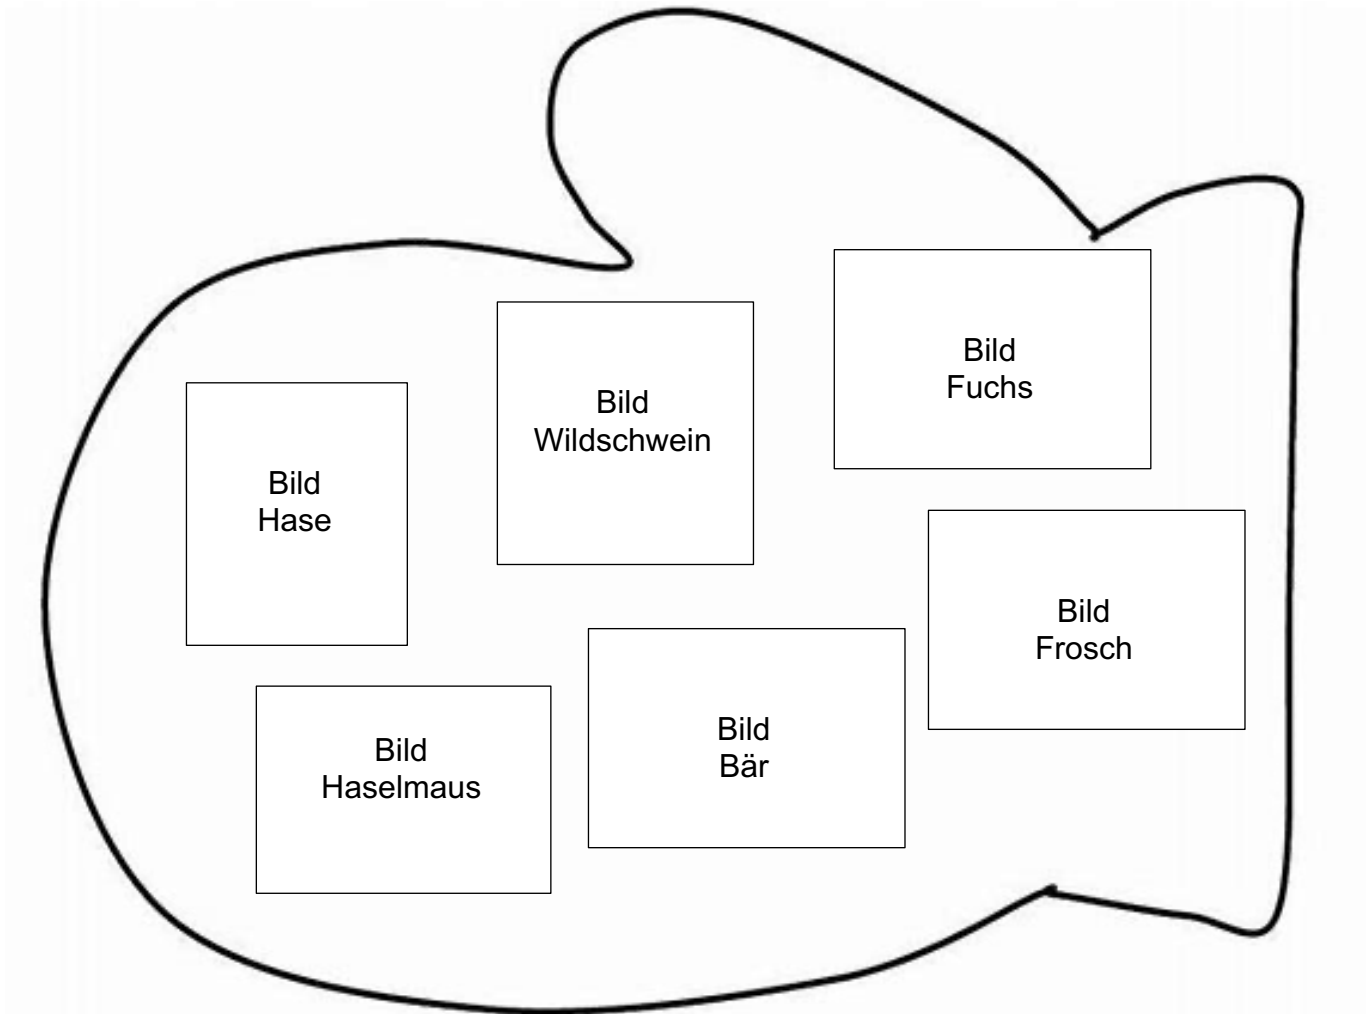 Bild
Fuchs
Bild
Wildschwein
Bild
Hase
Bild
Frosch
Bild
Bär
Bild
Haselmaus